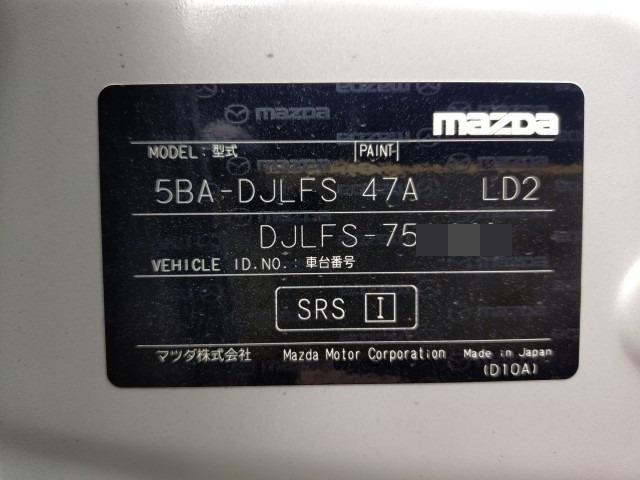 mazda
MODEL : 型式 PAINT
5BA-DJLFS 47A LD2
DJLFS-75
VEHICLE ID.NO. : 車台番号
SRS I
マツダ株式会社 Mazda Motor Corporation Made in Japan
(D10A)